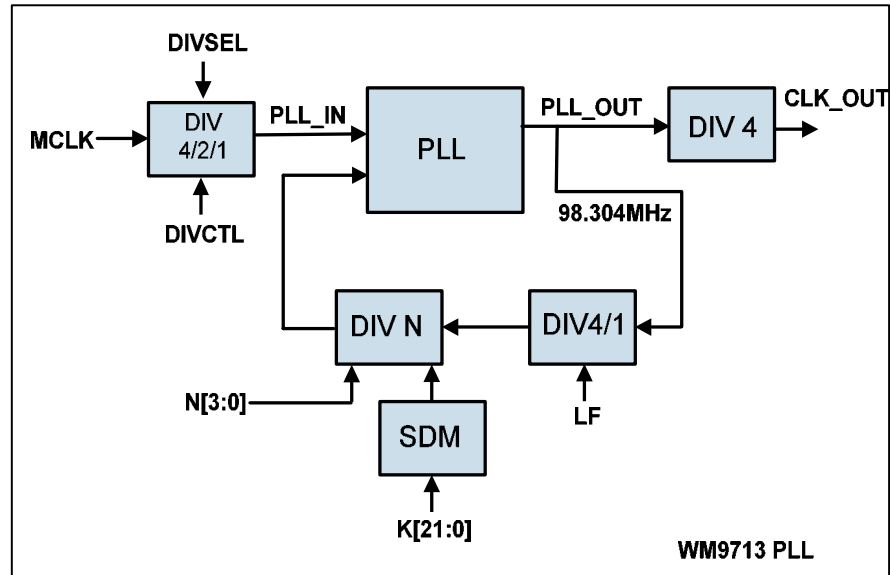 DIVSEL
MCLK
DIV
4/2/1
DIVCTL
PLL_IN
PLL
PLL_OUT
DIV 4
CLK_OUT
98.304MHz
DIV N
DIV4/1
N[3:0]
LF
SDM
K[21:0]
WM9713 PLL